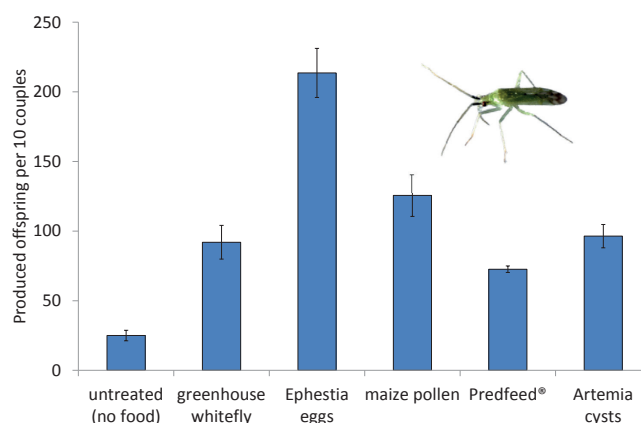 Produced offspring per 10 couples
250
200
150
100
50
0
untreated
(no food)
greenhouse
whitefly
Ephestia
eggs
maize pollen
Predfeed®
Artemia
cysts